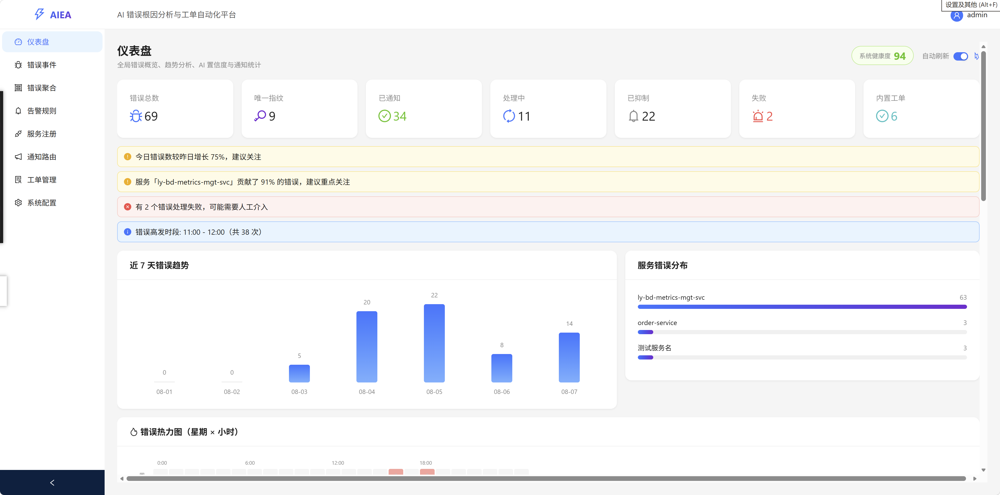 AIEA
AI 错误根因分析与工单自动化平台
设置及其他 (Alt+F)
admin
仪表盘
错误事件
错误聚合
告警规则
服务注册
通知路由
工单管理
系统配置
仪表盘
全局错误概览、趋势分析、AI 置信度与通知统计
系统健康度 94
自动刷新
错误总数
69
唯一指纹
9
已通知
34
处理中
11
已抑制
22
失败
2
内置工单
6
今日错误数较昨日增长 75%，建议关注
服务「ly-bd-metrics-mgt-svc」贡献了 91% 的错误，建议重点关注
有 2 个错误处理失败，可能需要人工介入
错误高发时段: 11:00 - 12:00（共 38 次）
近 7 天错误趋势
0
0
5
20
22
8
14
08-01
08-02
08-03
08-04
08-05
08-06
08-07
服务错误分布
ly-bd-metrics-mgt-svc 63
order-service 3
测试服务名 3
错误热力图（星期 × 小时）
0:00 6:00 12:00 18:00